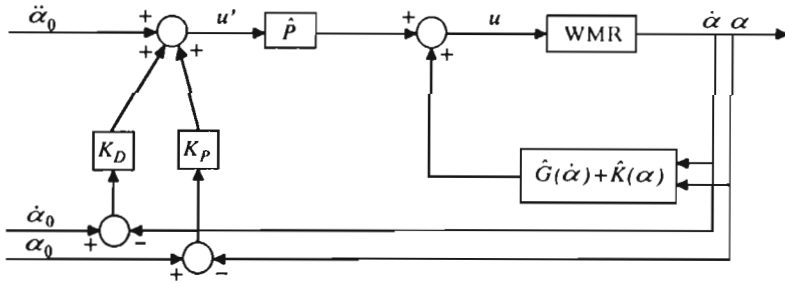 α̈₀ + + + u' P̂ + + u WMR α̇ α
K_D K_P Ĝ(α̇)+K̂(α)
α̇₀ + -
α₀ + -